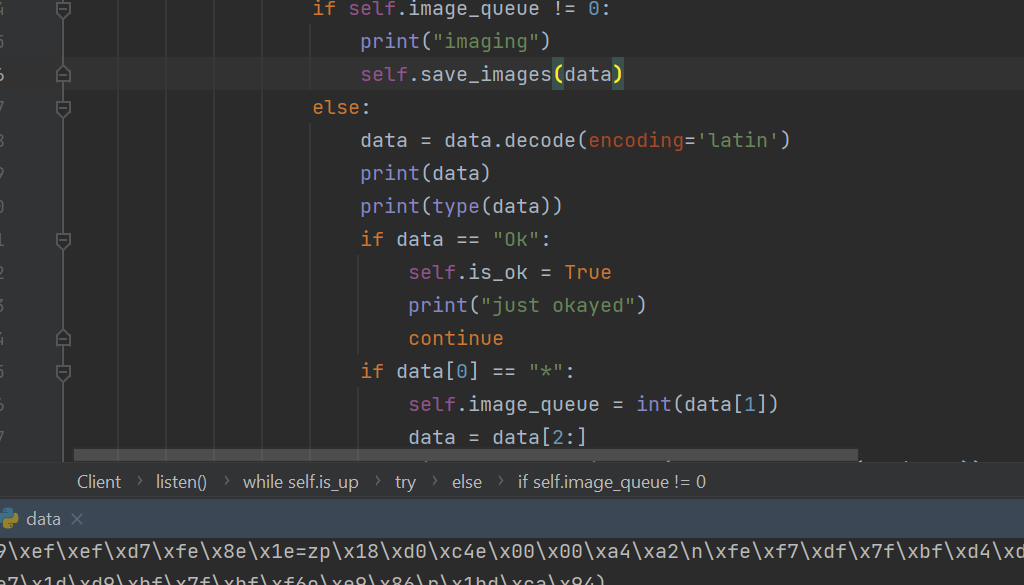 if self.image_queue != 0:
print("imaging")
self.save_images(data)
else:
data = data.decode(encoding='latin')
print(data)
print(type(data))
if data == "Ok":
self.is_ok = True
print("just okayed")
continue
if data[0] == "*":
self.image_queue = int(data[1])
data = data[2:]
Client › listen() › while self.is_up › try › else › if self.image_queue != 0
data ×
9\xef\xef\xd7\xfe\x8e\x1e=zp\x18\xd0\xc4e\x00\x00\xa4\xa2\n\xfe\xf7\xdf\x7f\xbf\xd4\xd